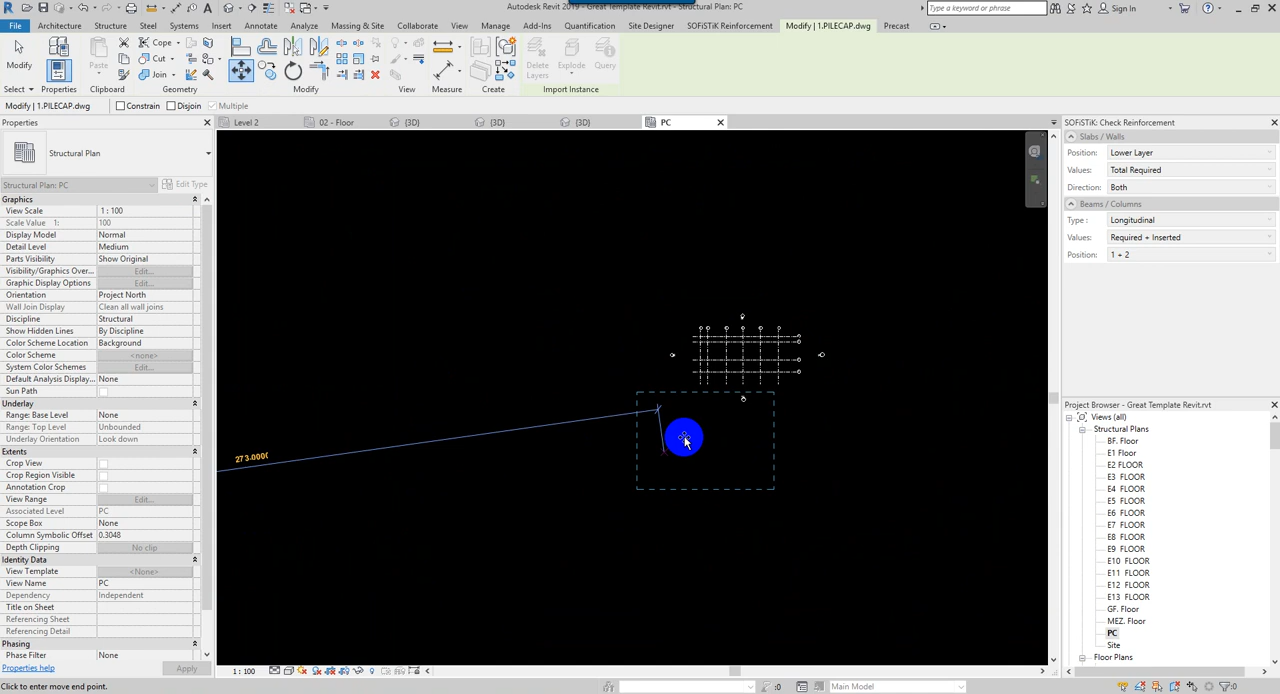 Autodesk Revit 2019 - Great Template Revit.rvt - Structural Plan: PC
Type a keyword or phrase
Sign In
File Architecture Structure Steel Systems Insert Annotate Analyze Massing & Site Collaborate View Manage Add-Ins Quantification Site Designer SOFiSTiK Reinforcement Modify | 1.PILECAP.dwg Precast
Modify
Paste
Cope
Cut
Join
Delete Layers
Explode
Query
Select Properties Clipboard Geometry Modify View Measure Create Import Instance
Modify | 1.PILECAP.dwg Constrain Disjoin Multiple
Properties
Level 2 02 - Floor {3D} {3D} {3D} PC
SOFiSTiK: Check Reinforcement
Structural Plan
Structural Plan: PC Edit Type
Graphics
View Scale 1 : 100
Scale Value 1: 100
Display Model Normal
Detail Level Medium
Parts Visibility Show Original
Visibility/Graphics Over... Edit...
Graphic Display Options Edit...
Orientation Project North
Wall Join Display Clean all wall joins
Discipline Structural
Show Hidden Lines By Discipline
Color Scheme Location Background
Color Scheme <none>
System Color Schemes Edit...
Default Analysis Display... None
Sun Path
Underlay
Range: Base Level None
Range: Top Level Unbounded
Underlay Orientation Look down
Extents
Crop View
Crop Region Visible
Annotation Crop
View Range Edit...
Associated Level PC
Scope Box None
Column Symbolic Offset 0.3048
Depth Clipping No clip
Identity Data
View Template <None>
View Name PC
Dependency Independent
Title on Sheet
Referencing Sheet
Referencing Detail
Phasing
Phase Filter None
Properties help Apply
273.0000
Slabs / Walls
Position: Lower Layer
Values: Total Required
Direction: Both
Beams / Columns
Type : Longitudinal
Values: Required + Inserted
Position: 1 + 2
Project Browser - Great Template Revit.rvt
Views (all)
Structural Plans
BF. Floor
E1 Floor
E2 FLOOR
E3 FLOOR
E4 FLOOR
E5 FLOOR
E6 FLOOR
E7 FLOOR
E8 FLOOR
E9 FLOOR
E10 FLOOR
E11 FLOOR
E12 FLOOR
E13 FLOOR
GF. Floor
MEZ. Floor
PC
Site
Floor Plans
1 : 100
Click to enter move end point.
:0
Main Model
:0